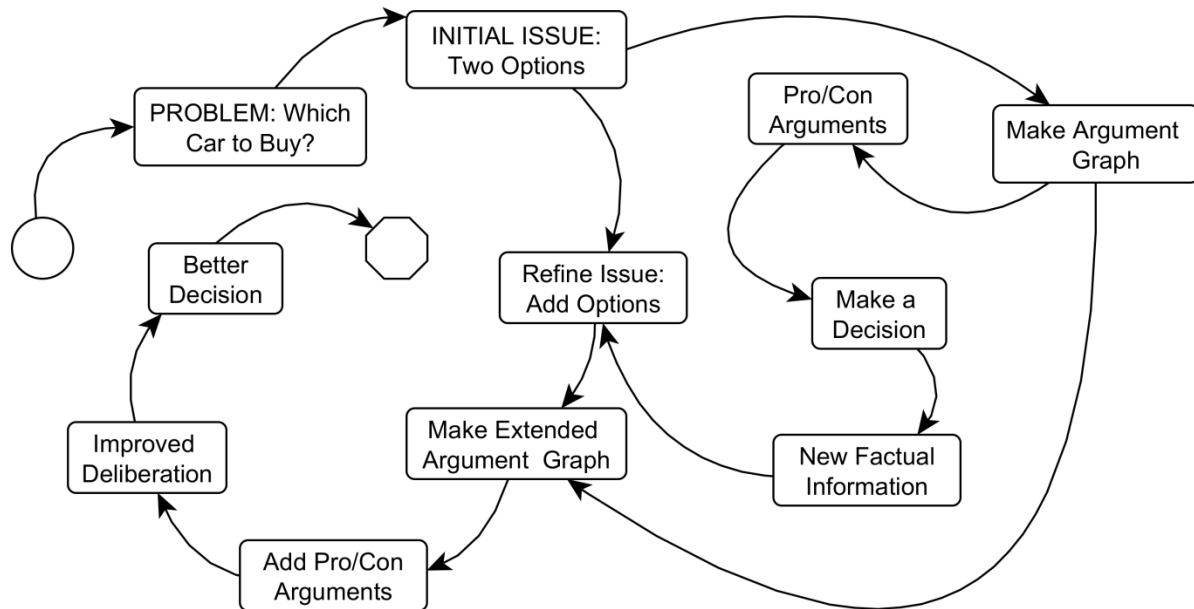 PROBLEM: Which
Car to Buy?
INITIAL ISSUE:
Two Options
Make Argument
Graph
Pro/Con
Arguments
Make a
Decision
New Factual
Information
Refine Issue:
Add Options
Make Extended
Argument Graph
Add Pro/Con
Arguments
Improved
Deliberation
Better
Decision